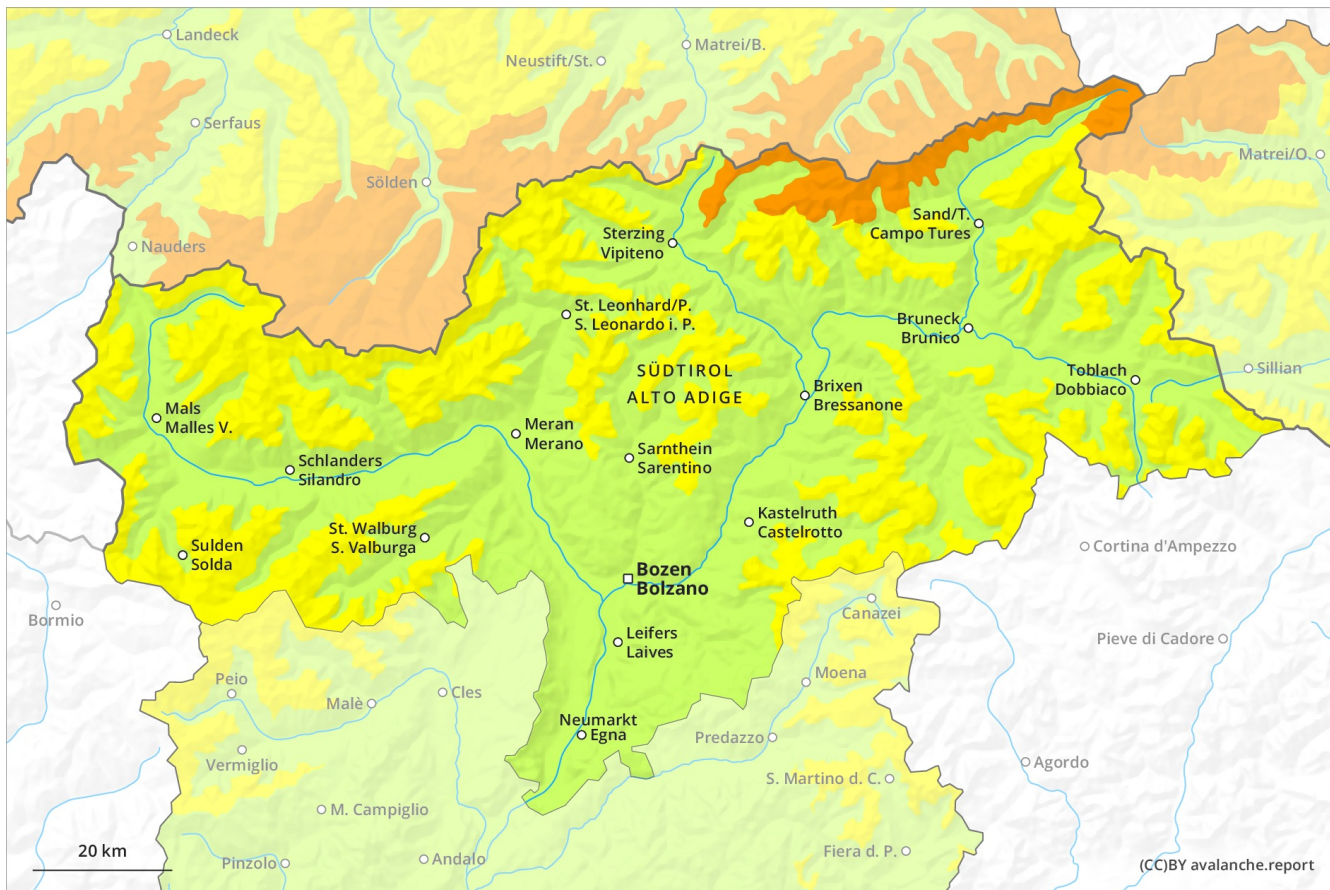 Landeck
Matrei/B.
Neustift/St.
Serfaus
Matrei/O.
Sölden
Nauders
Sand/T.
Campo Tures
Sterzing
Vipiteno
St. Leonhard/P.
S. Leonardo i. P.
Bruneck
Brunico
SÜDTIROL
ALTO ADIGE
Toblach
Dobbiaco
Sillian
Brixen
Bressanone
Mals
Malles V.
Meran
Merano
Schlanders
Silandro
Sarnthein
Sarentino
Kastelruth
Castelrotto
St. Walburg
S. Valburga
Sulden
Solda
Cortina d'Ampezzo
Bozen
Bolzano
Bormio
Canazei
Leifers
Laives
Pieve di Cadore
Peio
Moena
Malè
Cles
Neumarkt
Egna
Predazzo
Vermiglio
Agordo
S. Martino d. C.
M. Campiglio
20 km
Pinzolo
Andalo
Fiera d. P.
(CC)BY avalanche.report